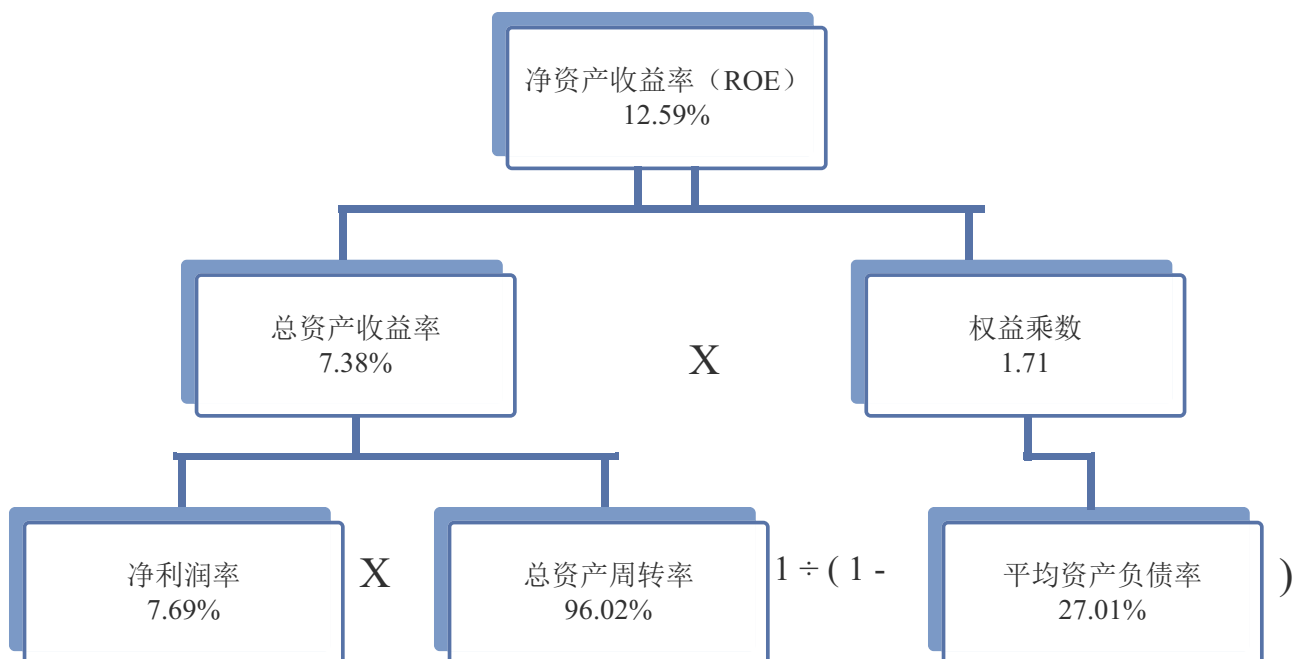 净资产收益率（ROE）
12.59%
总资产收益率
7.38%
X
权益乘数
1.71
净利润率
7.69%
X
总资产周转率
96.02%
1 ÷ ( 1 -
平均资产负债率
27.01%
)